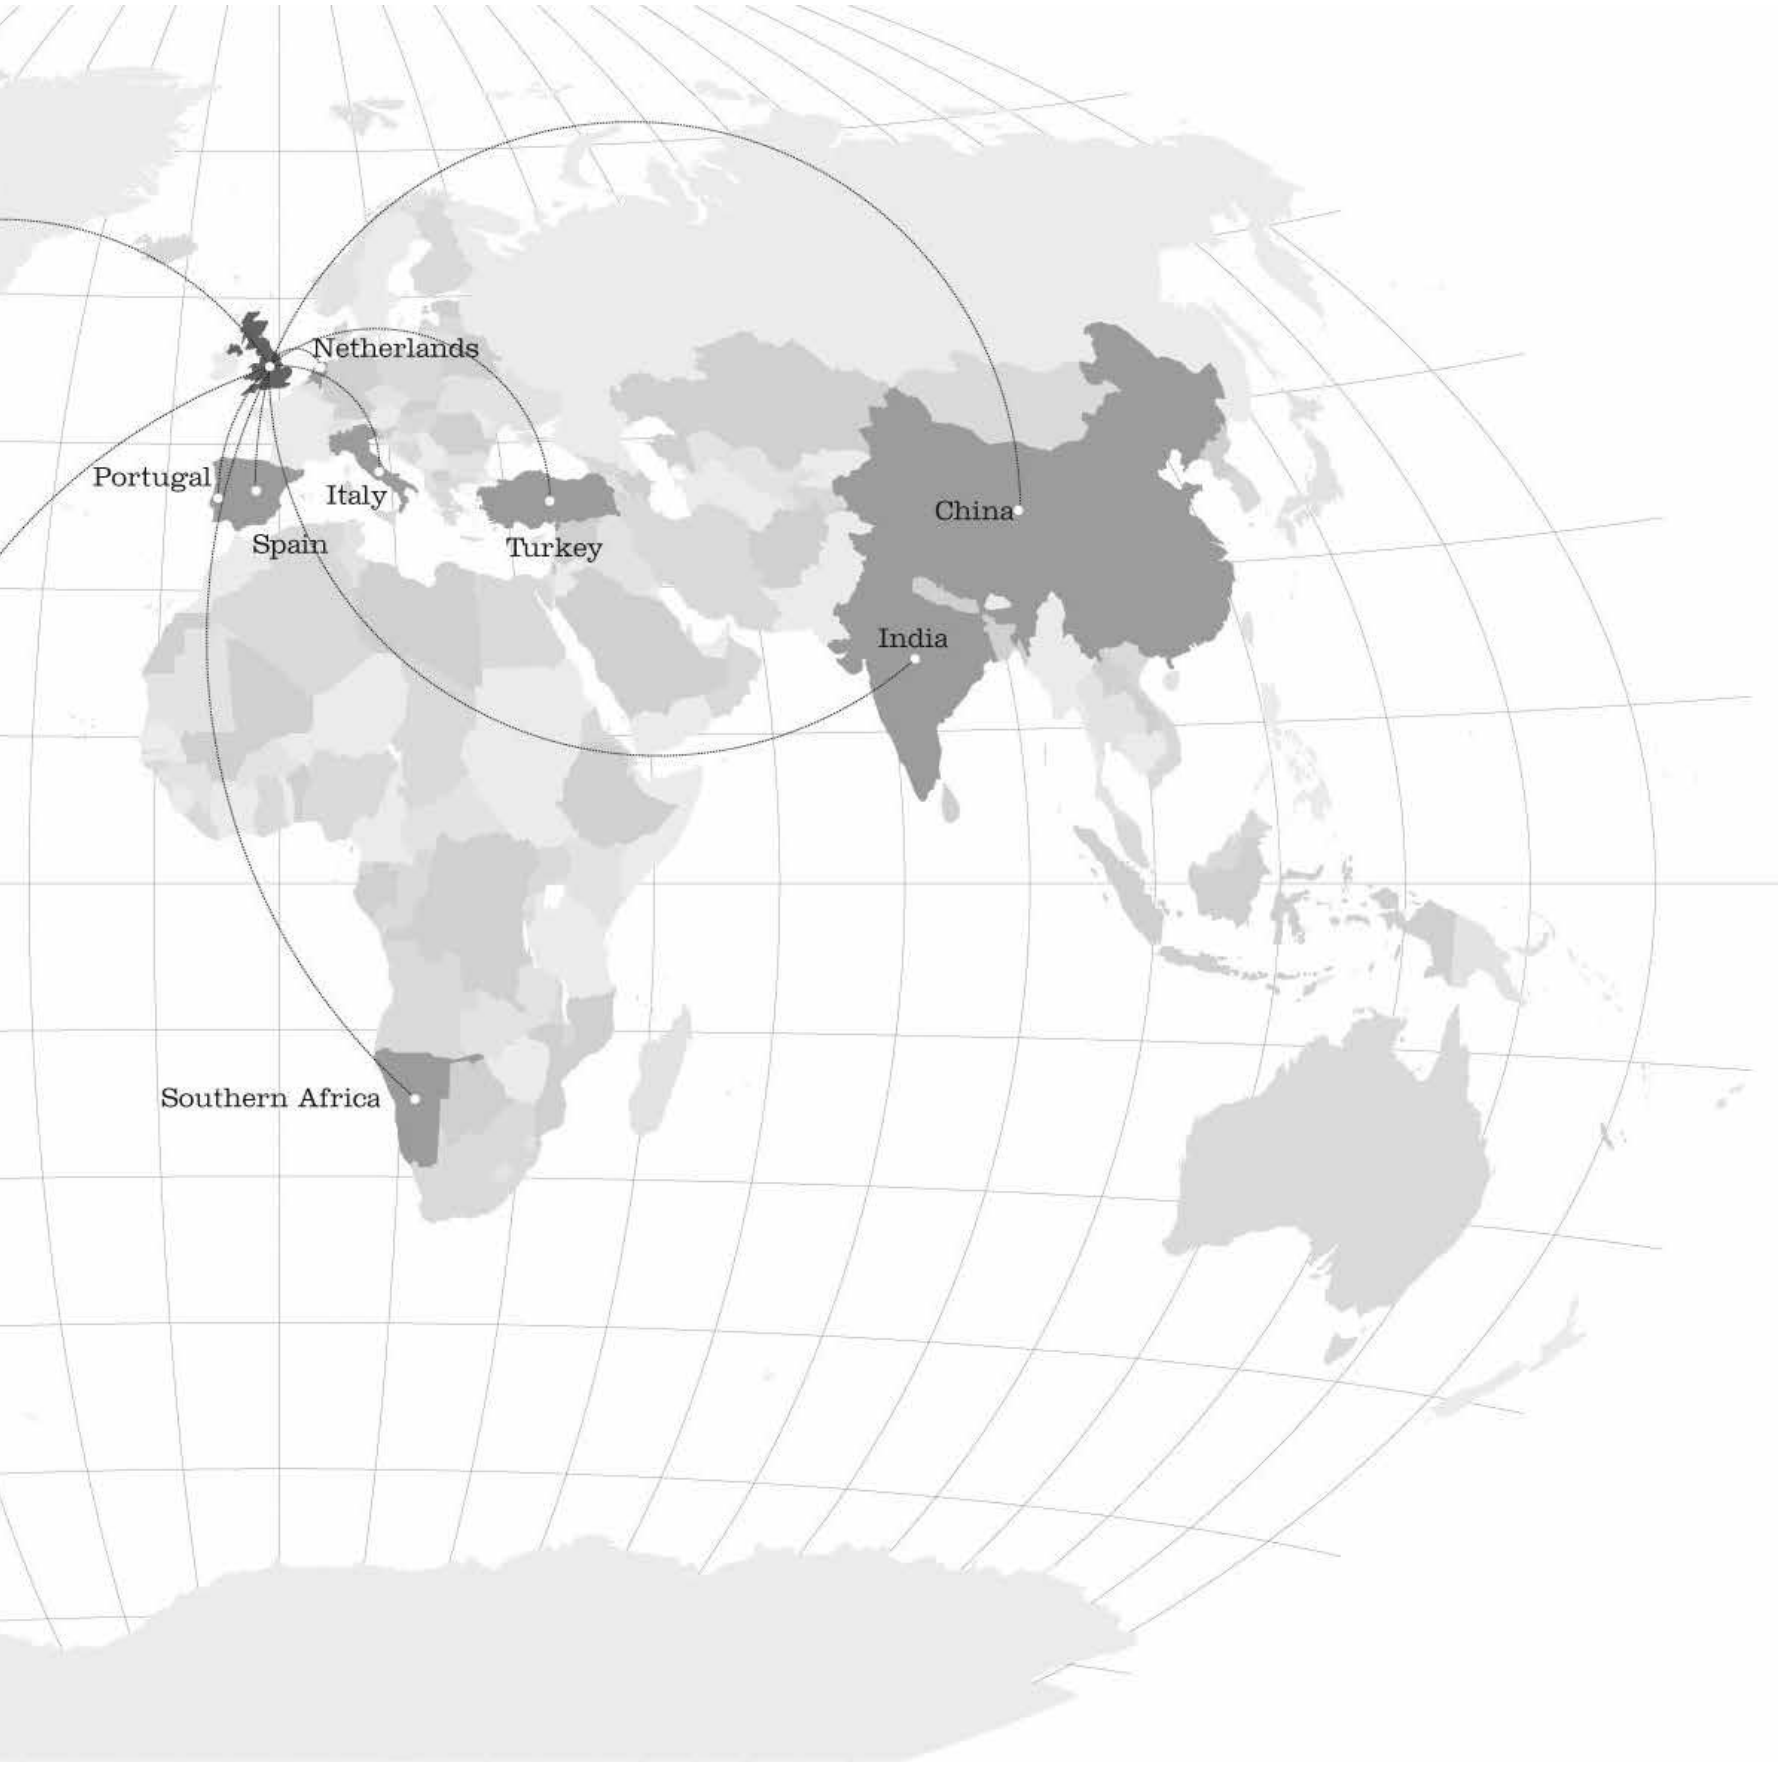 Netherlands
Portugal
Italy
Spain
Turkey
China
India
Southern Africa